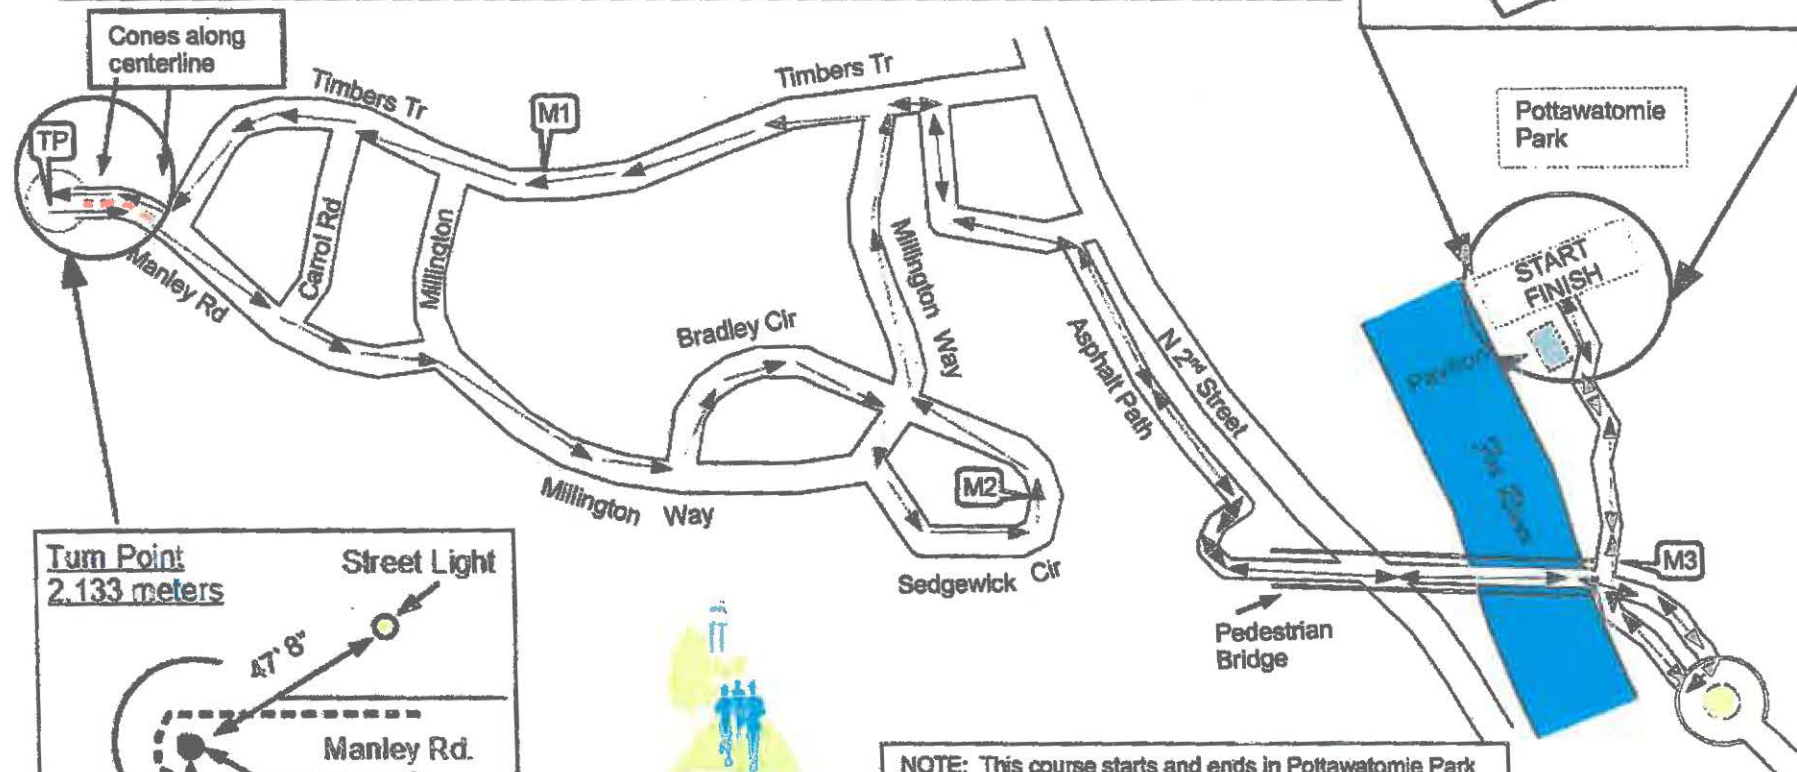 Cones along
centerline
TP
Timbers Tr
M1
Timbers Tr
Pottawatomie
Park
START
FINISH
Pavilion
Carrol Rd
Millington
Manley Rd
Bradley Cir
Millington Way
Asphalt Path
N 2nd Street
Fox River
M2
Millington Way
Sedgewick Cir
M3
Pedestrian
Bridge
Turn Point
2,133 meters
Street Light
47' 8"
Manley Rd.
NOTE: This course starts and ends in Pottawatomie Park